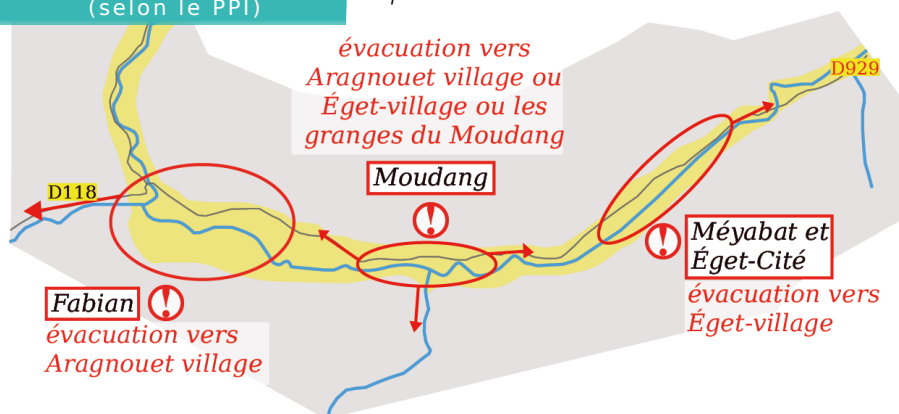 (selon le PPI)
évacuation vers
Aragnouet village ou
Éget-village ou les
granges du Moudang
D929
Moudang
D118
Méyabat et
Éget-Cité
évacuation vers
Éget-village
Fabian
évacuation vers
Aragnouet village